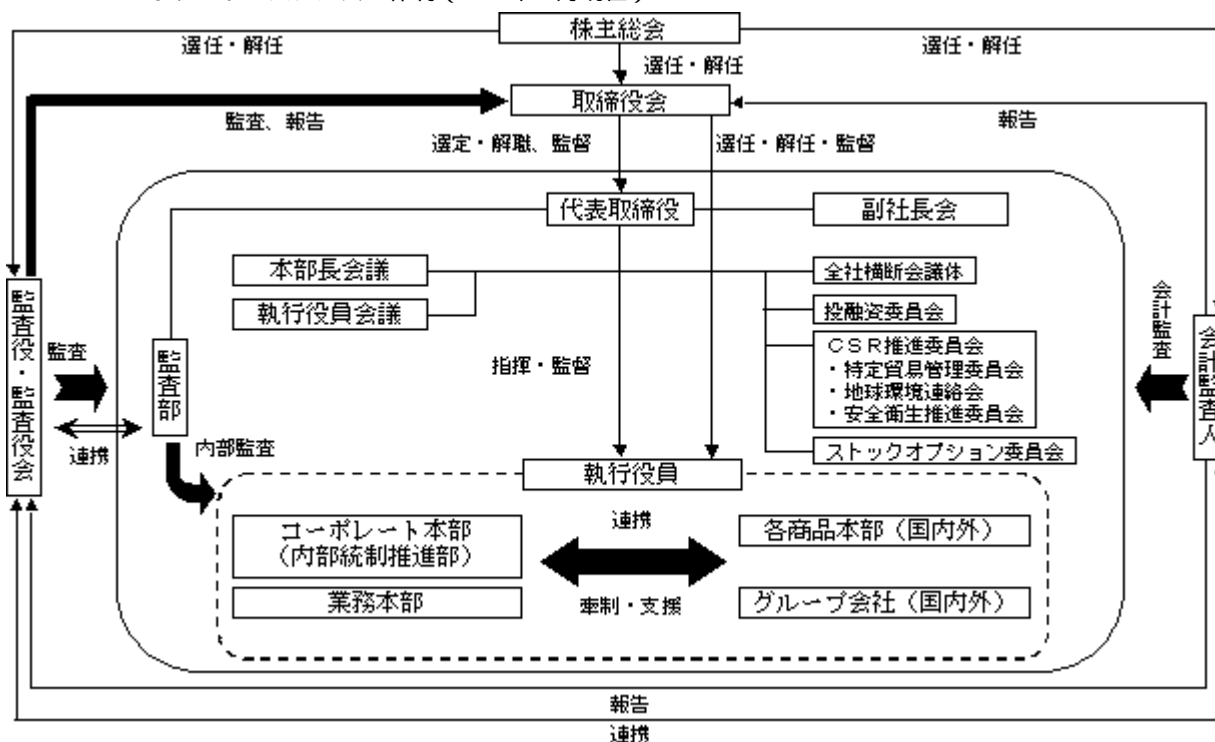 株主総会
選任・解任
選任・解任
選任・解任
取締役会
監査、報告
報告
選定・解職、監督
選任・解任・監督
代表取締役
副社長会
本部長会議
全社横断会議体
執行役員会議
投融資委員会
CSR推進委員会
・特定貿易管理委員会
・地球環境連絡会
・安全衛生推進委員会
ストックオプション委員会
監査役・監査役会
監査
連携
監査部
内部監査
指揮・監督
会計監査
会計監査人
執行役員
コーポレート本部
(内部統制推進部)
業務本部
連携
牽制・支援
各商品本部(国内外)
グループ会社(国内外)
報告
連携